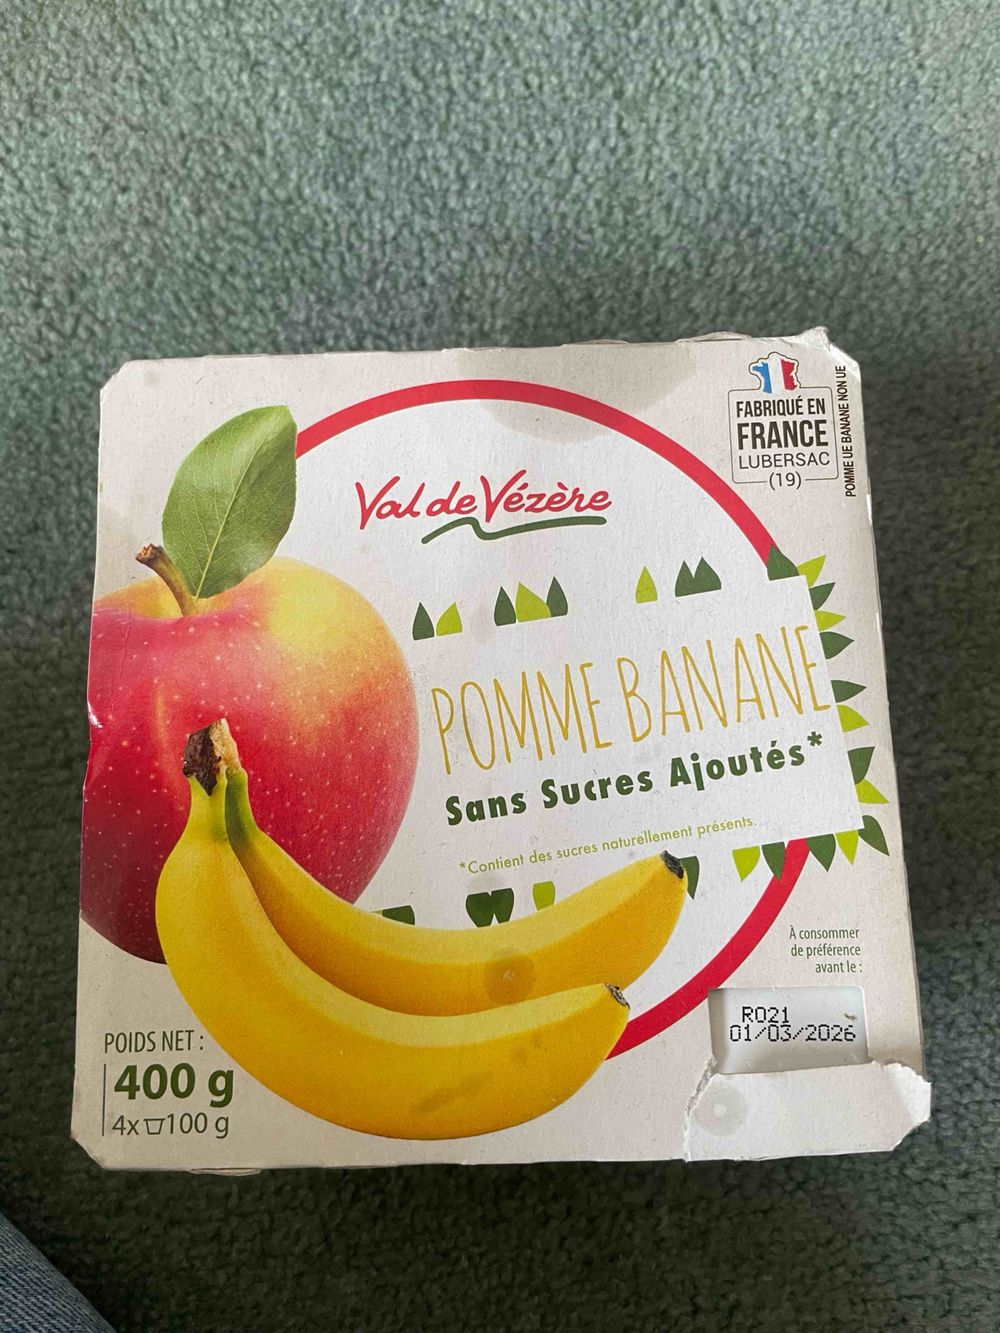 FABRIQUÉ EN
FRANCE
LUBERSAC
(19)
POMME UE BANANE NON UE
Val de Vézère
POMME BANANE
Sans Sucres Ajoutés*
*Contient des sucres naturellement présents.
À consommer
de préférence
avant le :
R021
01/03/2026
POIDS NET :
400 g
4x 100 g